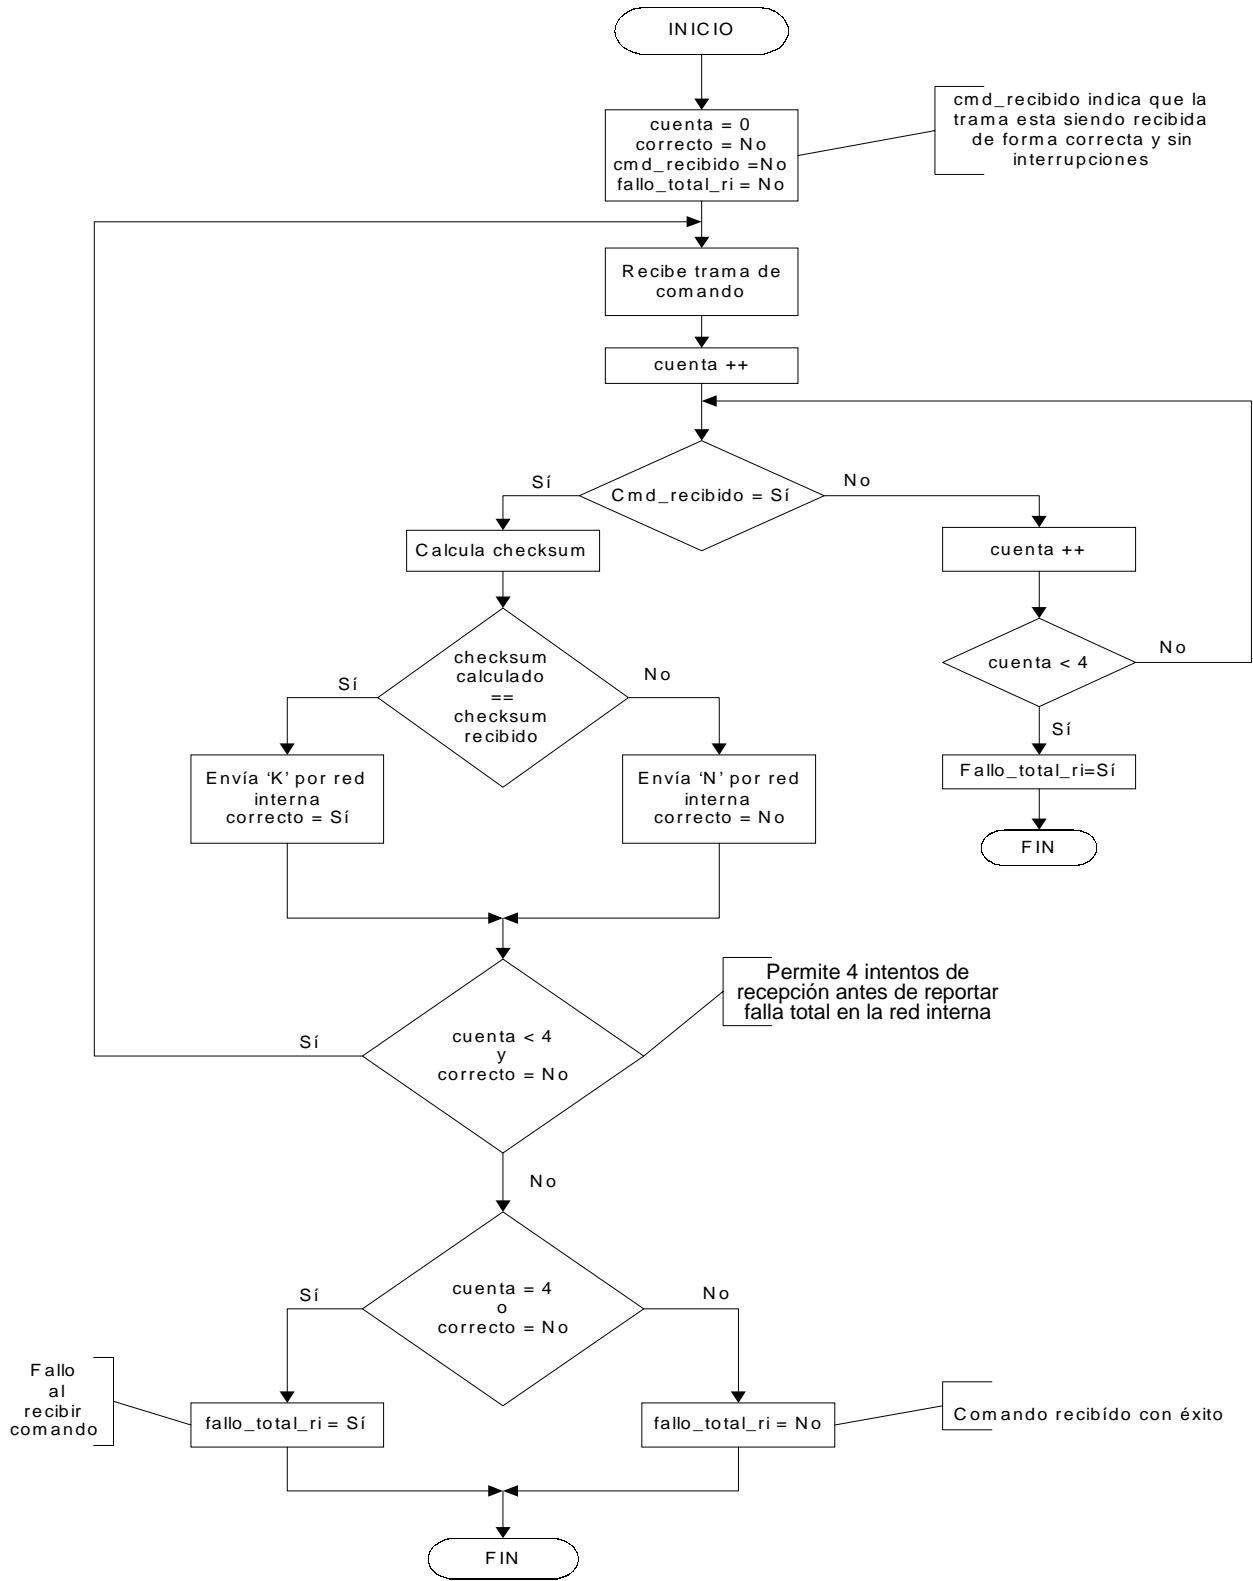 INICIO
cuenta = 0
correcto = No
cmd_recibido =No
fallo_total_ri = No
cmd_recibido indica que la
trama esta siendo recibida
de forma correcta y sin
interrupciones
Recibe trama de
comando
cuenta ++
Sí
Cmd_recibido = Sí
No
Calcula checksum
cuenta ++
checksum
calculado
==
checksum
recibido
Sí
No
cuenta < 4
No
Sí
Envía ‘K’ por red
interna
correcto = Sí
Envía ‘N’ por red
interna
correcto = No
Fallo_total_ri=Sí
FIN
Permite 4 intentos de
recepción antes de reportar
falla total en la red interna
Sí
cuenta < 4
y
correcto = No
No
Sí
cuenta = 4
o
correcto = No
No
Fallo
al
recibir
comando
fallo_total_ri = Sí
fallo_total_ri = No
Comando recibído con éxito
FIN